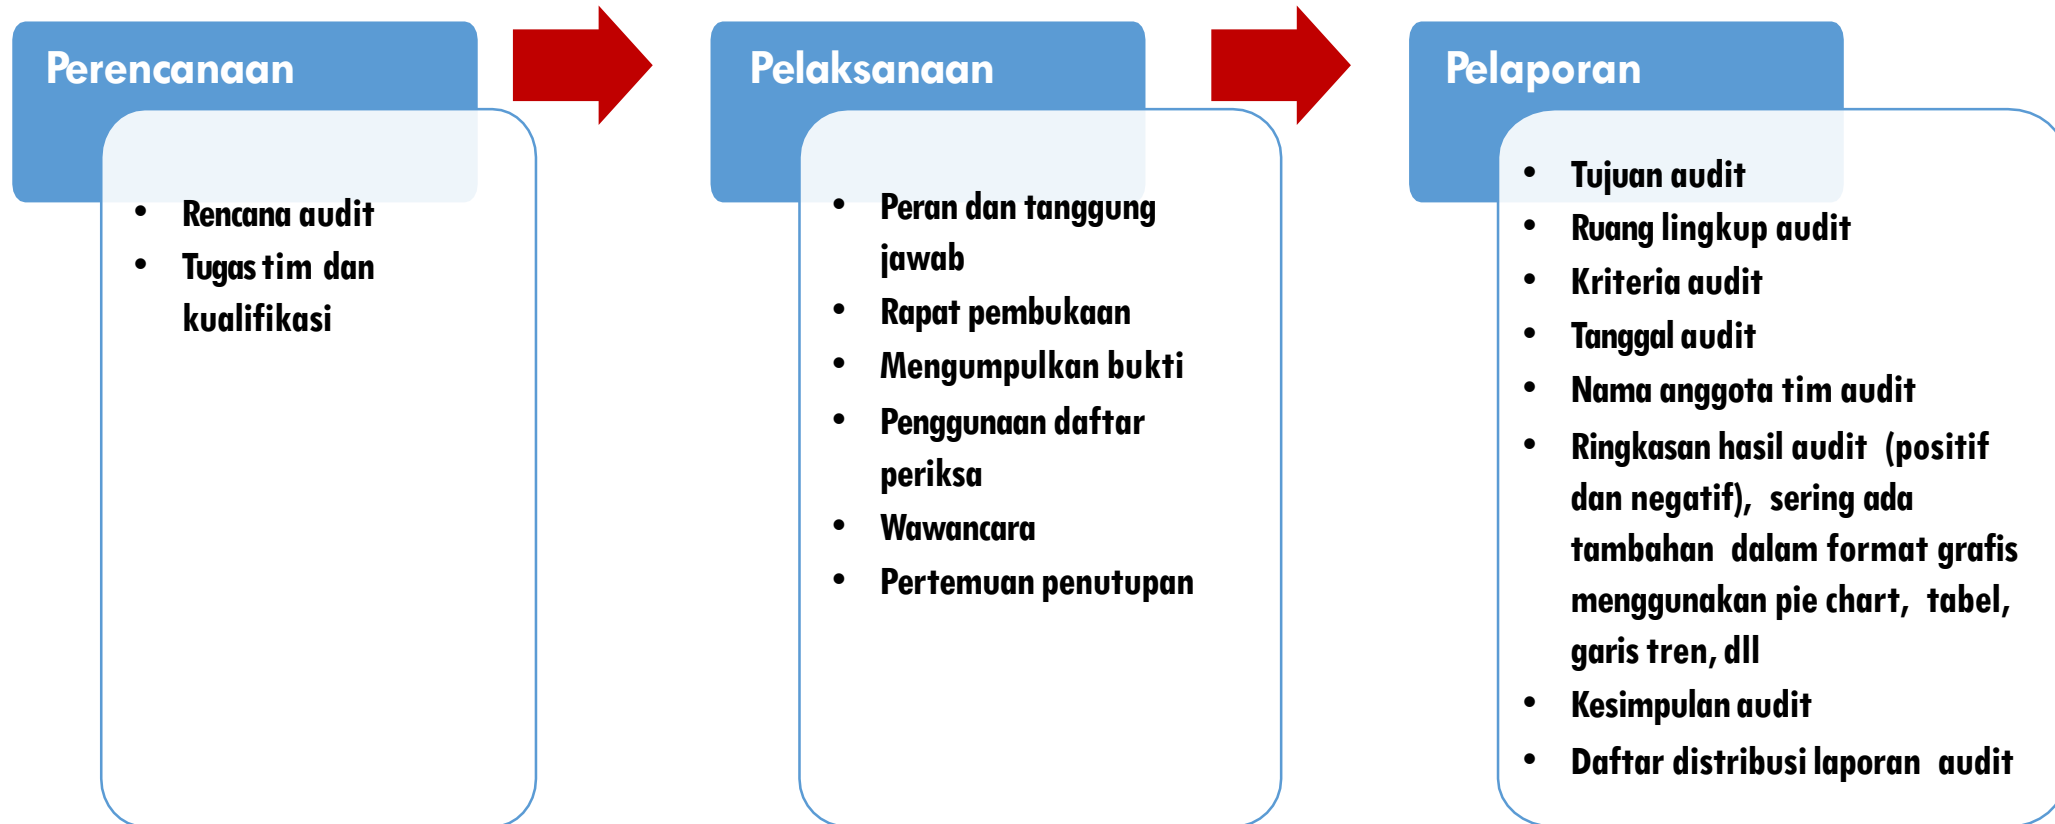 Perencanaan
• Rencana audit
• Tugas tim dan
kualifikasi
Pelaksanaan
• Peran dan tanggung
jawab
• Rapat pembukaan
• Mengumpulkan bukti
• Penggunaan daftar
periksa
• Wawancara
• Pertemuan penutupan
Pelaporan
• Tujuan audit
• Ruang lingkup audit
• Kriteria audit
• Tanggal audit
• Nama anggota tim audit
• Ringkasan hasil audit (positif
dan negatif), sering ada
tambahan dalam format grafis
menggunakan pie chart, tabel,
garis tren, dll
• Kesimpulan audit
• Daftar distribusi laporan audit